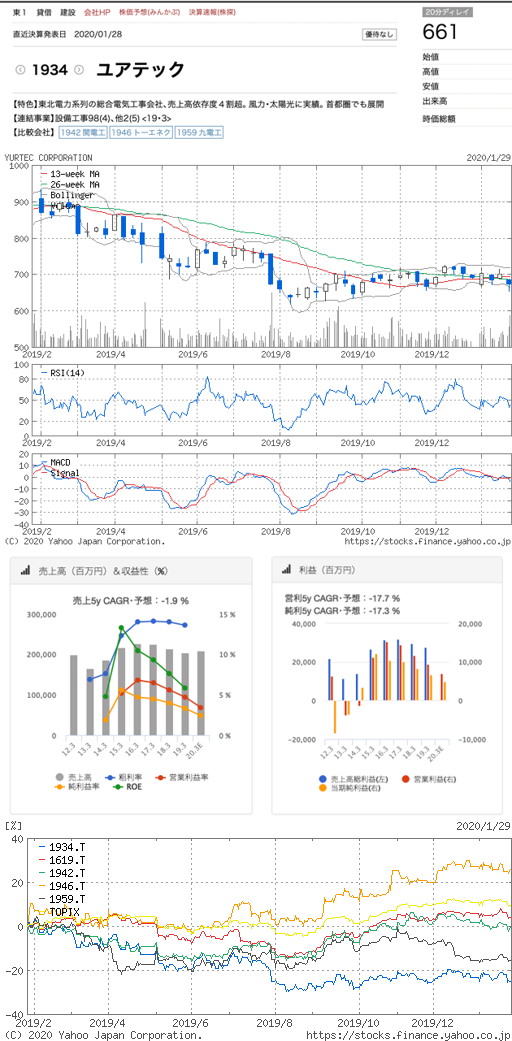 東1 貸借 建設 会社HP 株価予想(みんかぶ) 決算速報(株探)
20分ディレイ
661
直近決算発表日 2020/01/28
優待なし
始値
高値
安値
出来高
時価総額
1934 ユアテック
【特色】東北電力系列の総合電気工事会社、売上高依存度４割超。風力・太陽光に実績。首都圏でも展開
【連結事業】設備工事98(4)、他2(5) <19・3>
【比較会社】 1942 関電工 1946 トーエネク 1959 九電工
YURTEC CORPORATION 2020/1/29
1000
900
800
700
600
500
13-week MA
26-week MA
Bollinger
2019/2 2019/4 2019/6 2019/8 2019/10 2019/12
100
80
60
50
20
0
RSI(14)
2019/2 2019/4 2019/6 2019/8 2019/10 2019/12
20
10
0
-10
-20
-30
-40
MACD
Signal
2019/2 2019/4 2019/6 2019/8 2019/10 2019/12
(C) 2020 Yahoo Japan Corporation. https://stocks.finance.yahoo.co.jp
売上高（百万円）＆収益性（%）
売上5y CAGR・予想：-1.9 %
300,000
200,000
100,000
0
15 %
10 %
5 %
0 %
12.3 13.3 14.3 15.3 16.3 17.3 18.3 19.3 20.3E
売上高 粗利率 営業利益率
純利益率 ROE
利益（百万円）
営利5y CAGR・予想：-17.7 %
純利5y CAGR・予想：-17.3 %
40,000
20,000
0
-20,000
20,000
10,000
0
-10,000
12.3 13.3 14.3 15.3 16.3 17.3 18.3 19.3 20.3E
売上高総利益(左) 営業利益(右)
当期純利益(右)
[%] 2020/1/29
40
20
0
-20
-40
1934.T
1619.T
1942.T
1946.T
1959.T
TOPIX
2019/2 2019/4 2019/6 2019/8 2019/10 2019/12
(C) 2020 Yahoo Japan Corporation. https://stocks.finance.yahoo.co.jp